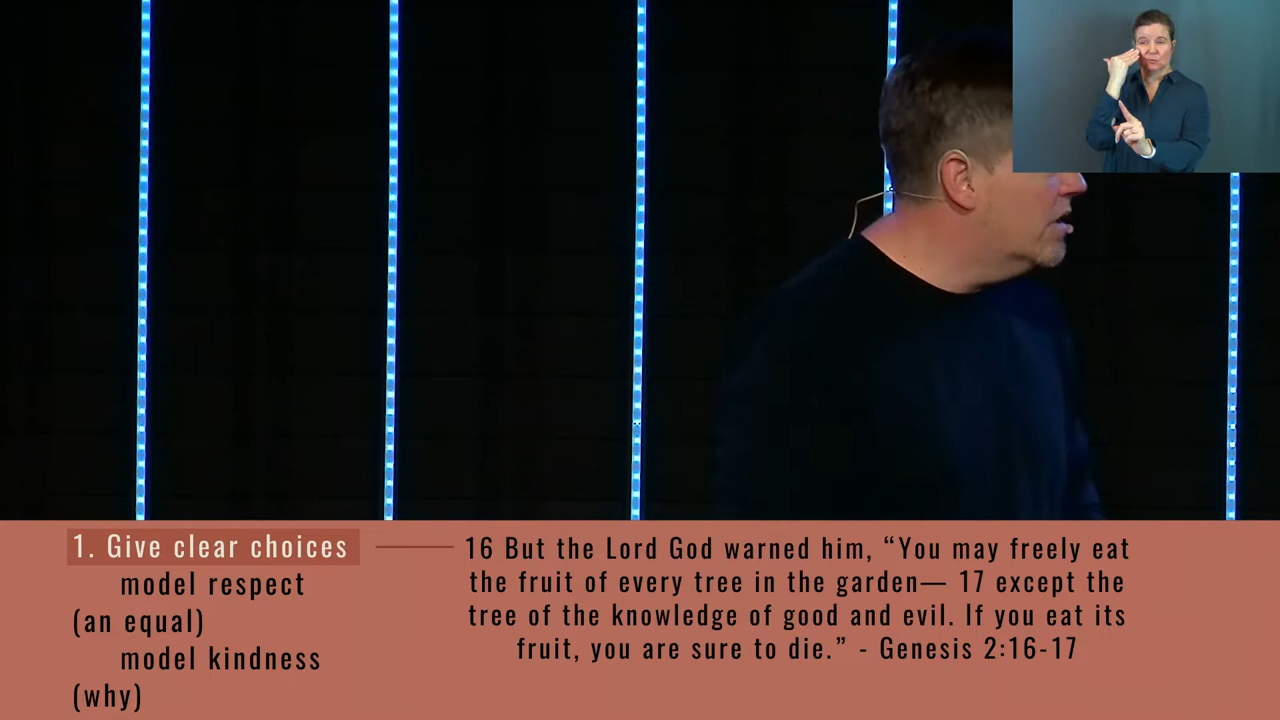 1. Give clear choices
model respect
(an equal)
model kindness
(why)
16 But the Lord God warned him, “You may freely eat
the fruit of every tree in the garden— 17 except the
tree of the knowledge of good and evil. If you eat its
fruit, you are sure to die.” - Genesis 2:16-17